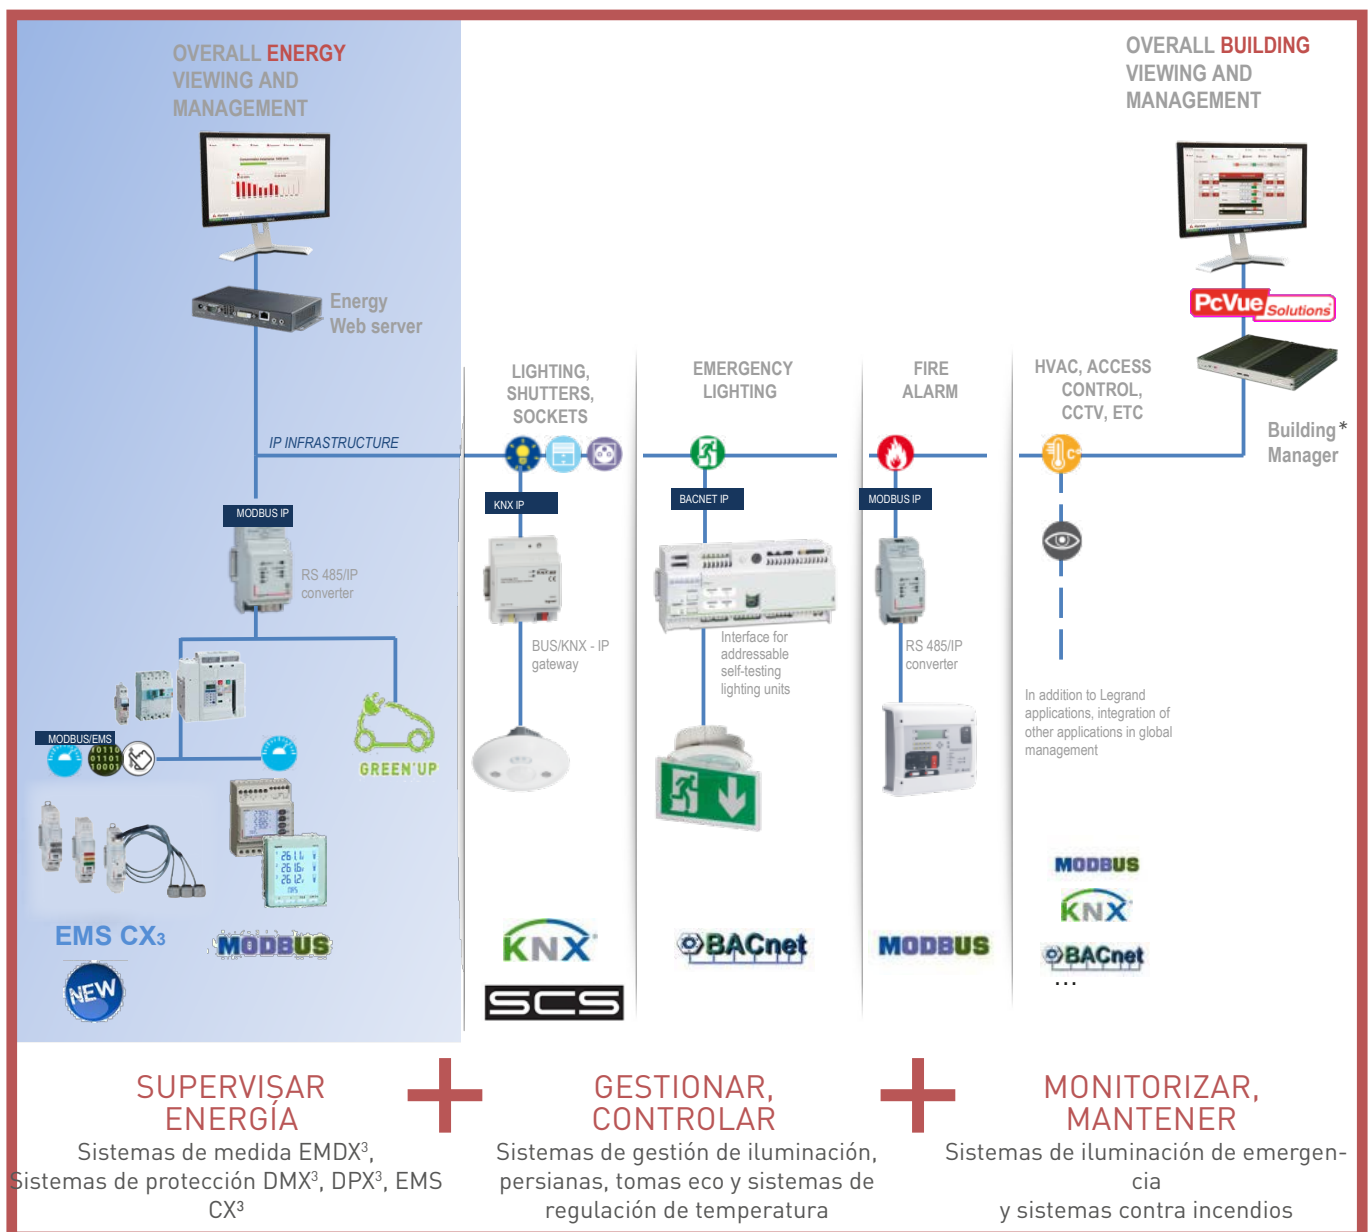 OVERALL ENERGY
VIEWING AND
MANAGEMENT
OVERALL BUILDING
VIEWING AND
MANAGEMENT
Energy
Web server
PcVue Solutions
Building *
Manager
IP INFRASTRUCTURE
LIGHTING,
SHUTTERS,
SOCKETS
EMERGENCY
LIGHTING
FIRE
ALARM
HVAC, ACCESS
CONTROL,
CCTV, ETC
C°
MODBUS IP
KNX IP
BACNET IP
MODBUS IP
RS 485/IP
converter
BUS/KNX - IP
gateway
Interface for
addressable
self-testing
lighting units
RS 485/IP
converter
In addition to Legrand
applications, integration of
other applications in global
management
MODBUS/EMS
10110
01101
10001
GREEN'UP
EMS CX3
NEW
MODBUS
KNX
SCS
BACnet
MODBUS
MODBUS
KNX
BACnet
...
SUPERVISAR
ENERGÍA
Sistemas de medida EMDX³,
Sistemas de protección DMX³, DPX³, EMS
CX³
+
GESTIONAR,
CONTROLAR
Sistemas de gestión de iluminación,
persianas, tomas eco y sistemas de
regulación de temperatura
+
MONITORIZAR,
MANTENER
Sistemas de iluminación de emergen-
cia
y sistemas contra incendios